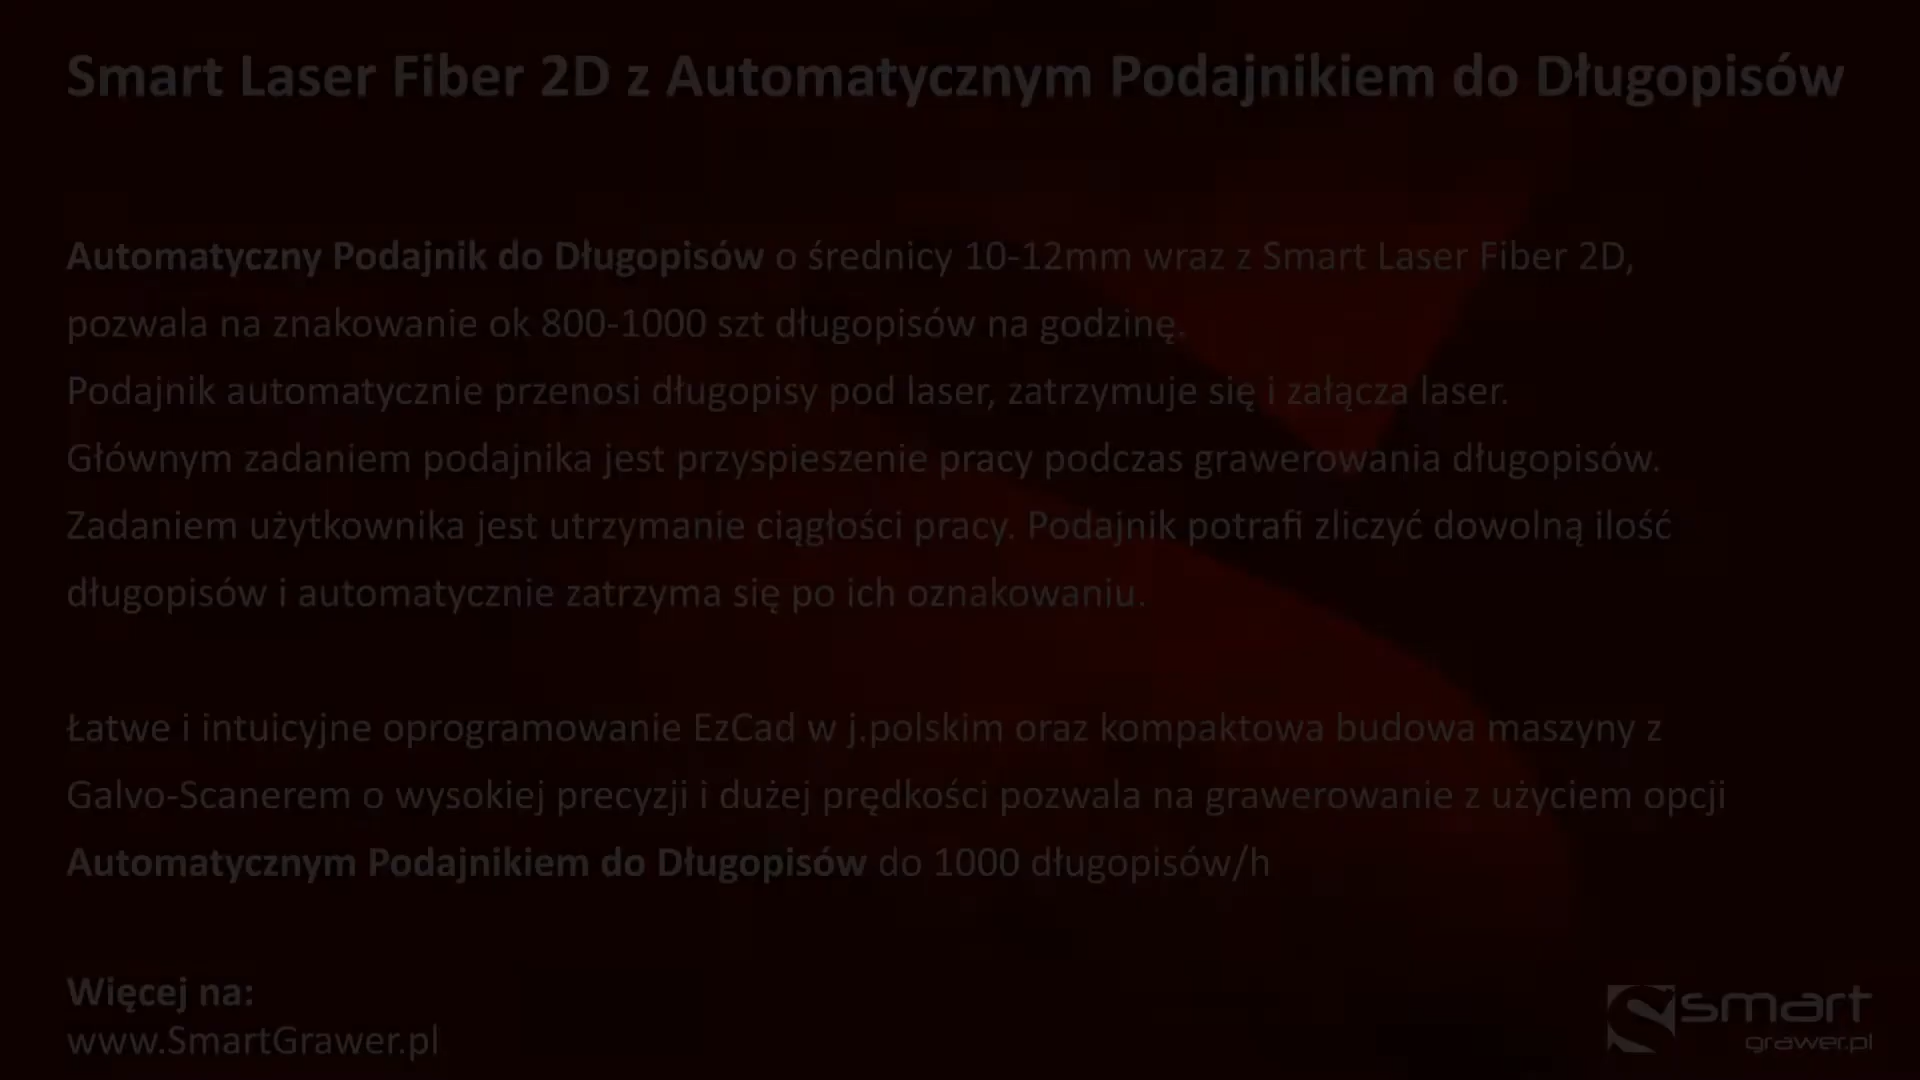 Smart Laser Fiber 2D z Automatycznym Podajnikiem do Długopisów
Automatyczny Podajnik do Długopisów o średnicy 10-12mm wraz z Smart Laser Fiber 2D,
pozwala na znakowanie ok 800-1000 szt długopisów na godzinę.
Podajnik automatycznie przenosi długopisy pod laser, zatrzymuje się i załącza laser.
Głównym zadaniem podajnika jest przyspieszenie pracy podczas grawerowania długopisów.
Zadaniem użytkownika jest utrzymanie ciągłości pracy. Podajnik potrafi zliczyć dowolną ilość
długopisów i automatycznie zatrzyma się po ich oznakowaniu.
Łatwe i intuicyjne oprogramowanie EzCad w j.polskim oraz kompaktowa budowa maszyny z
Galvo-Scanerem o wysokiej precyzji i dużej prędkości pozwala na grawerowanie z użyciem opcji
Automatycznym Podajnikiem do Długopisów do 1000 długopisów/h
Więcej na:
www.SmartGrawer.pl
smart
grawer.pl